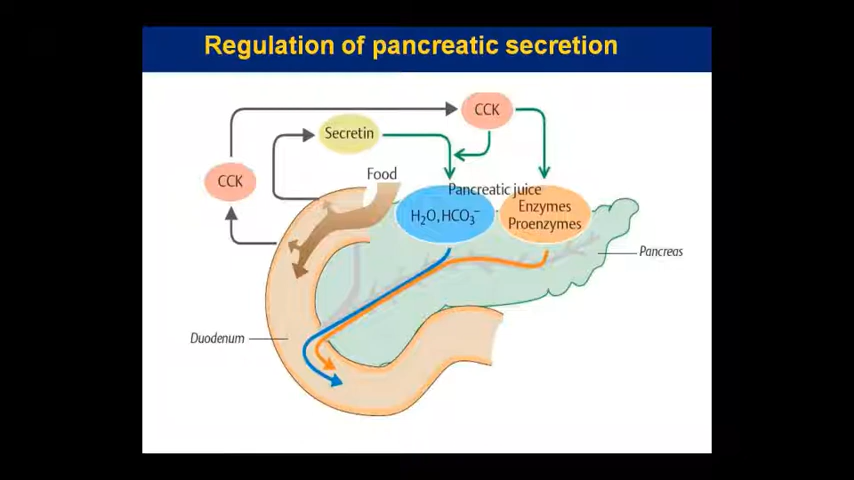 Regulation of pancreatic secretion
CCK
Secretin
CCK
Food
Pancreatic juice
H₂O, HCO₃⁻
Enzymes
Proenzymes
Pancreas
Duodenum